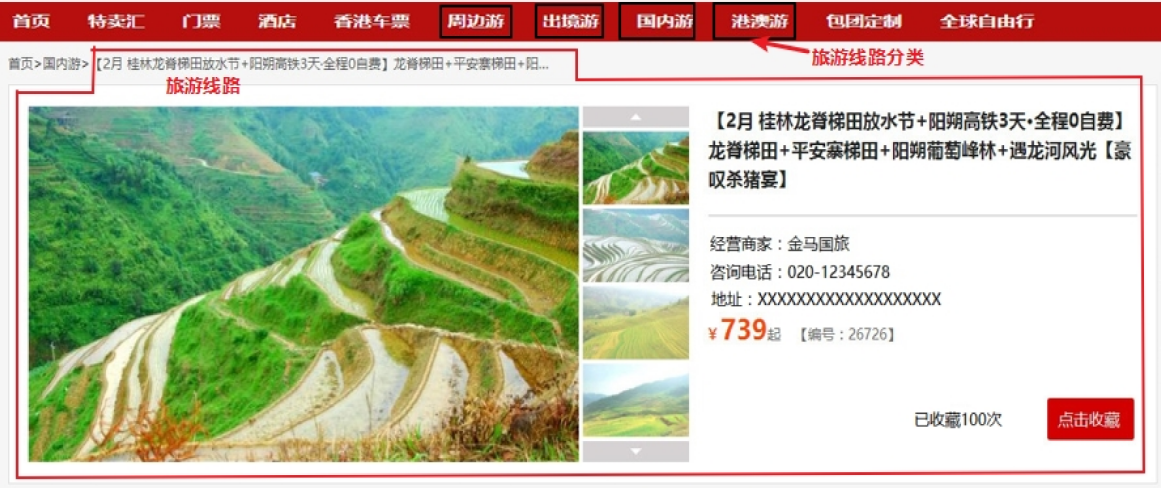 首页 特卖汇 门票 酒店 香港车票 周边游 出境游 国内游 港澳游 包团定制 全球自由行
旅游线路分类
首页>国内游>【2月 桂林龙脊梯田放水节+阳朔高铁3天·全程0自费】龙脊梯田+平安寨梯田+阳...
旅游线路
【2月 桂林龙脊梯田放水节+阳朔高铁3天·全程0自费】
龙脊梯田+平安寨梯田+阳朔葡萄峰林+遇龙河风光【豪
叹杀猪宴】
经营商家：金马国旅
咨询电话：020-12345678
地址：XXXXXXXXXXXXXXXXXXX
¥739起 【编号：26726】
已收藏100次 点击收藏